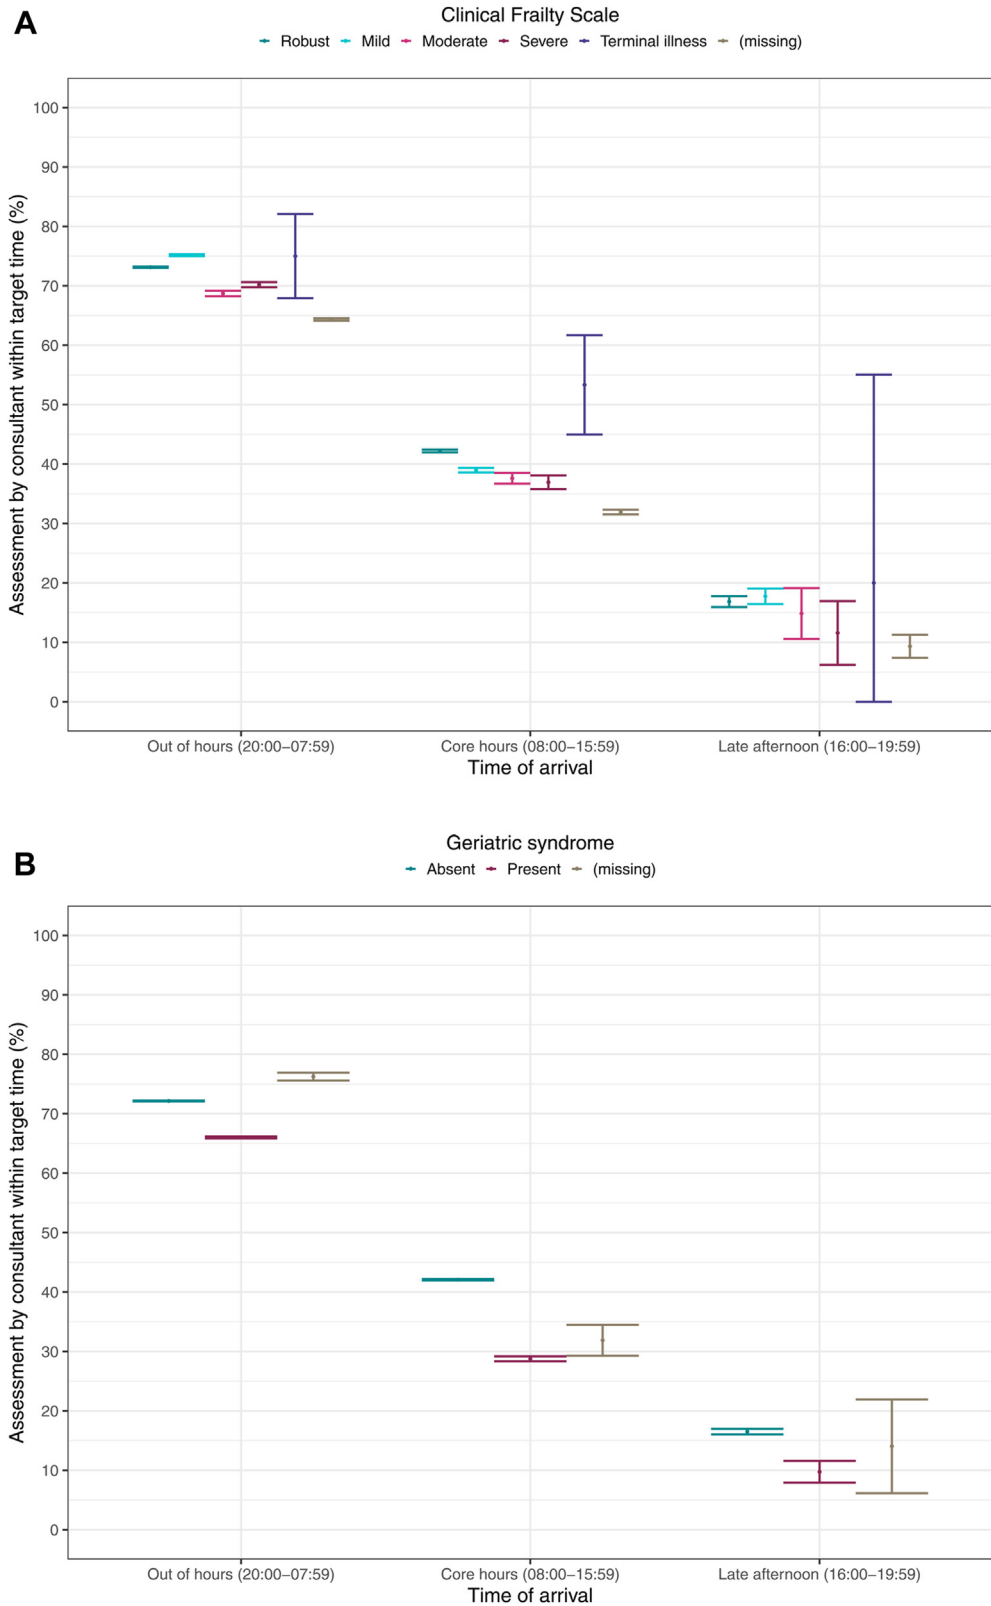 A
Clinical Frailty Scale
Robust Mild Moderate Severe Terminal illness (missing)
Assessment by consultant within target time (%)
100
90
80
70
60
50
40
30
20
10
0
Out of hours (20:00–07:59) Core hours (08:00–15:59) Late afternoon (16:00–19:59)
Time of arrival
B
Geriatric syndrome
Absent Present (missing)
Assessment by consultant within target time (%)
100
90
80
70
60
50
40
30
20
10
0
Out of hours (20:00–07:59) Core hours (08:00–15:59) Late afternoon (16:00–19:59)
Time of arrival